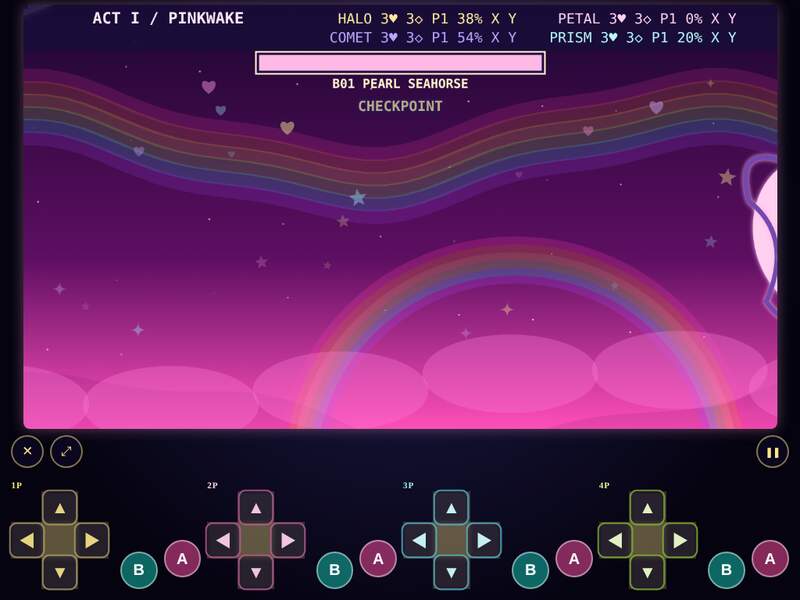 ACT I / PINKWAKE
HALO 3♥ 3◇ P1 38% X Y
PETAL 3♥ 3◇ P1 0% X Y
COMET 3♥ 3◇ P1 54% X Y
PRISM 3♥ 3◇ P1 20% X Y
B01 PEARL SEAHORSE
CHECKPOINT
1P
2P
3P
4P
B
A
B
A
B
A
B
A